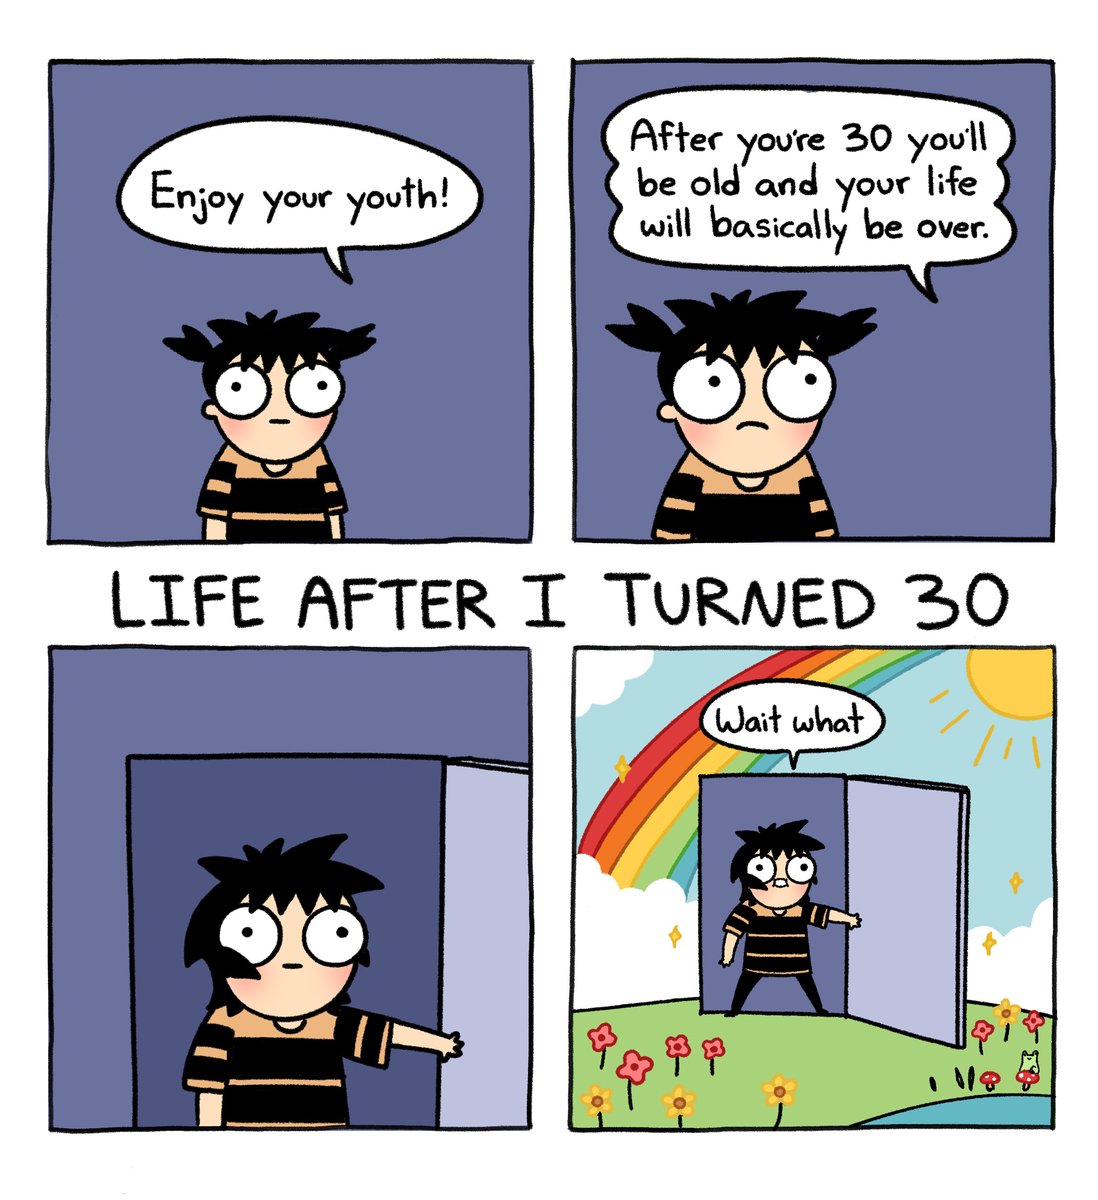 Enjoy your youth!
After you're 30 you'll
be old and your life
will basically be over.
LIFE AFTER I TURNED 30
Wait what